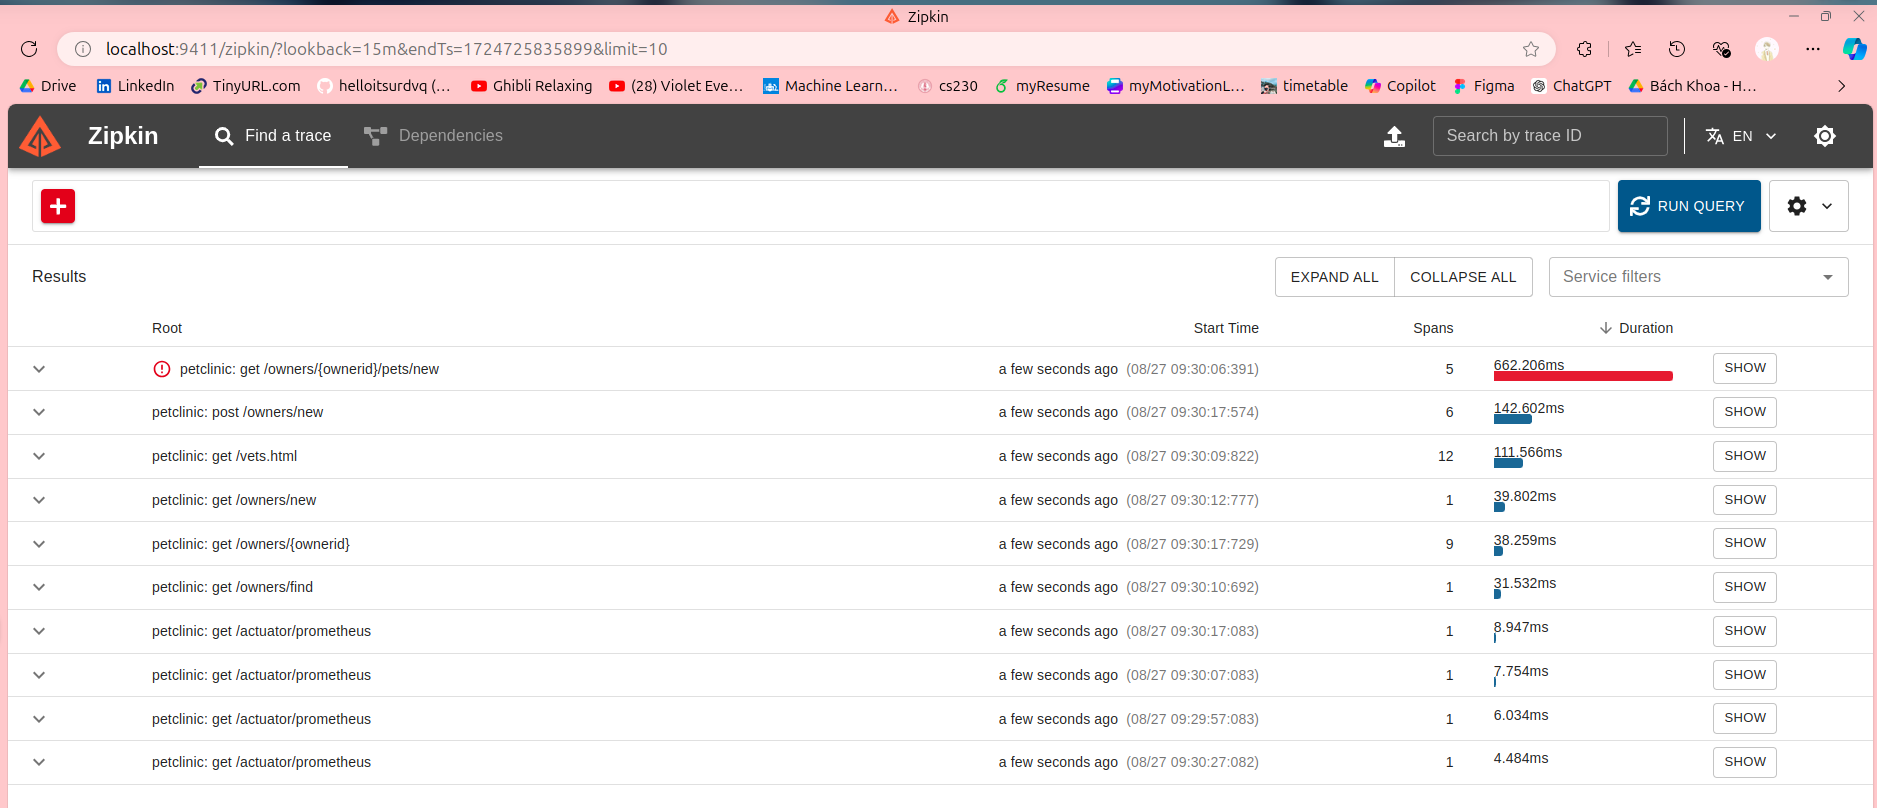 Zipkin
localhost:9411/zipkin/?lookback=15m&endTs=1724725835899&limit=10
Drive LinkedIn TinyURL.com helloitsurdvq (... Ghibli Relaxing (28) Violet Eve... Machine Learn... cs230 myResume myMotivationL... timetable Copilot Figma ChatGPT Bách Khoa - H...
Zipkin Find a trace Dependencies Search by trace ID EN
RUN QUERY
Results EXPAND ALL COLLAPSE ALL Service filters
Root Start Time Spans Duration
petclinic: get /owners/{ownerid}/pets/new a few seconds ago (08/27 09:30:06:391) 5 662.206ms SHOW
petclinic: post /owners/new a few seconds ago (08/27 09:30:17:574) 6 142.602ms SHOW
petclinic: get /vets.html a few seconds ago (08/27 09:30:09:822) 12 111.566ms SHOW
petclinic: get /owners/new a few seconds ago (08/27 09:30:12:777) 1 39.802ms SHOW
petclinic: get /owners/{ownerid} a few seconds ago (08/27 09:30:17:729) 9 38.259ms SHOW
petclinic: get /owners/find a few seconds ago (08/27 09:30:10:692) 1 31.532ms SHOW
petclinic: get /actuator/prometheus a few seconds ago (08/27 09:30:17:083) 1 8.947ms SHOW
petclinic: get /actuator/prometheus a few seconds ago (08/27 09:30:07:083) 1 7.754ms SHOW
petclinic: get /actuator/prometheus a few seconds ago (08/27 09:29:57:083) 1 6.034ms SHOW
petclinic: get /actuator/prometheus a few seconds ago (08/27 09:30:27:082) 1 4.484ms SHOW